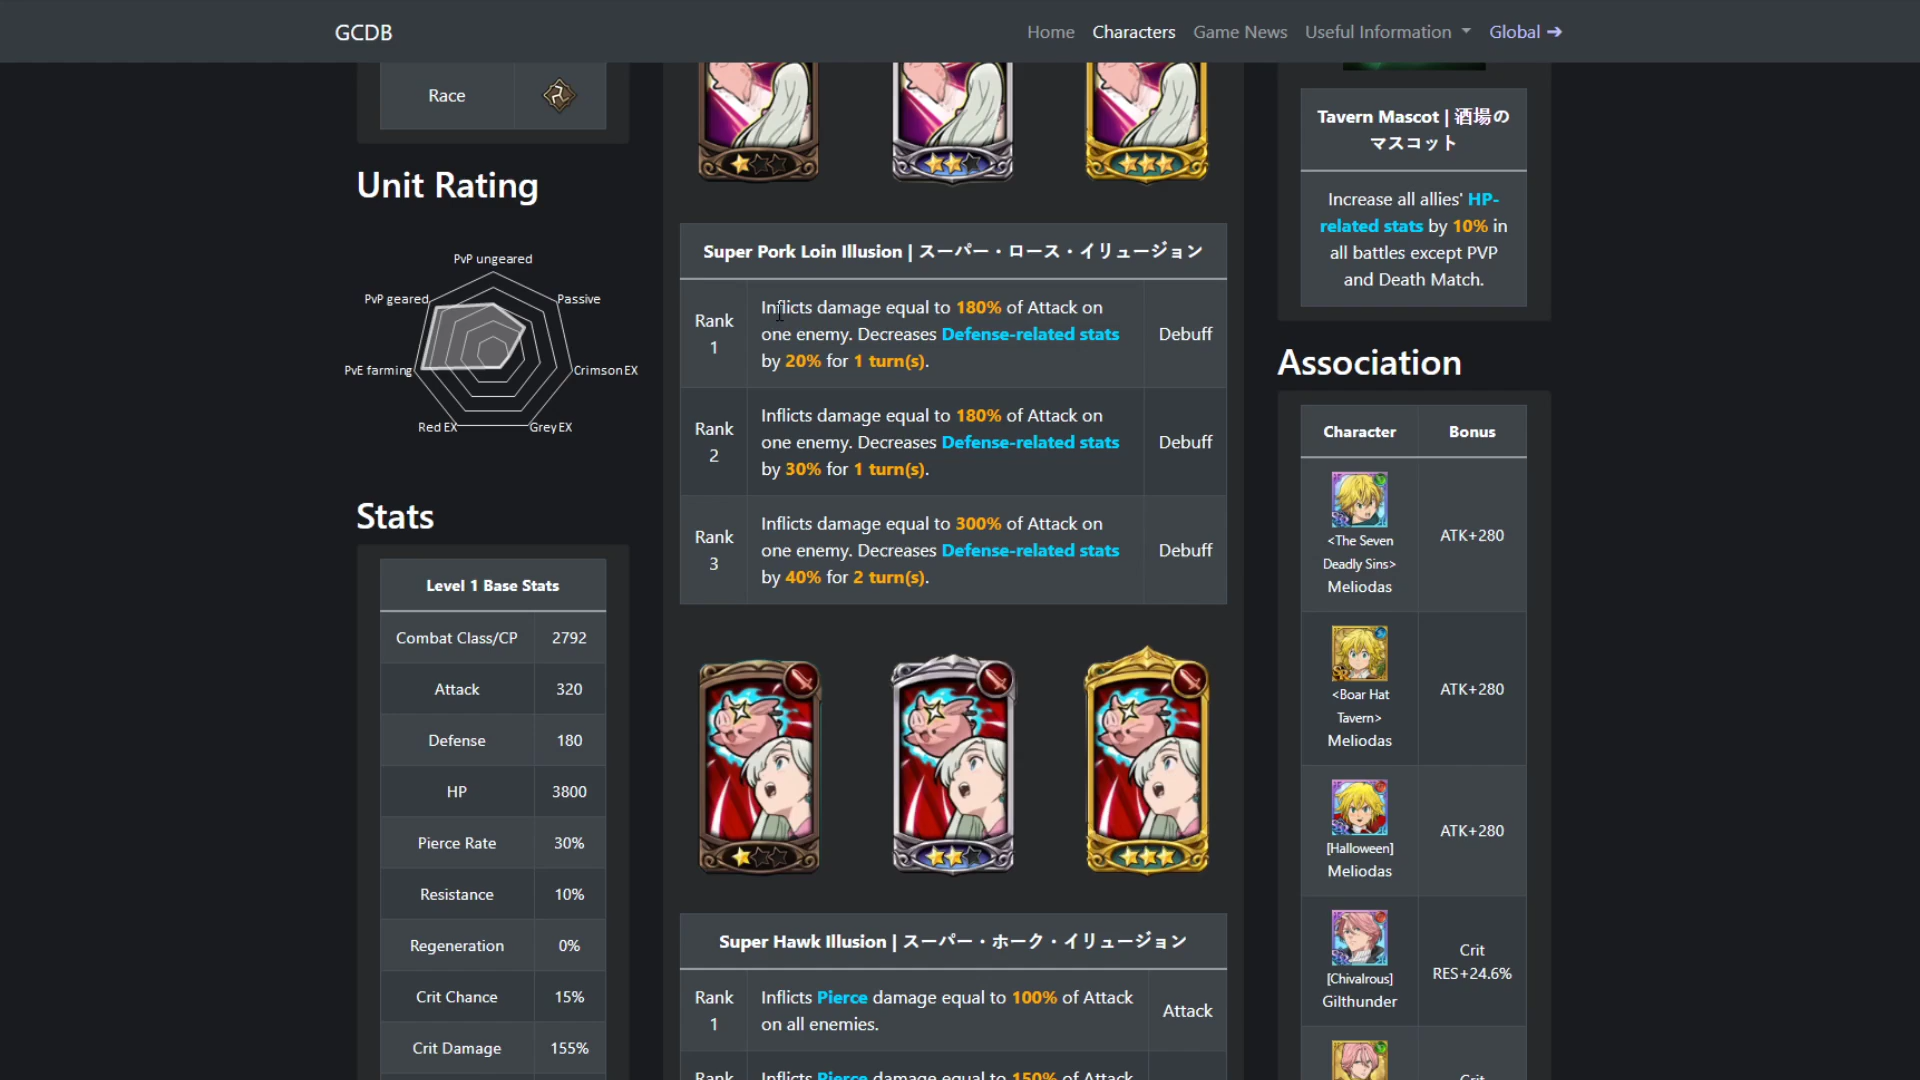 GCDB
Home
Characters
Game News
Useful Information
Global ➔
Race
Unit Rating
PvP ungeared
PvP geared
Passive
PvE farming
Crimson EX
Red EX
Grey EX
Stats
Level 1 Base Stats
Combat Class/CP 2792
Attack 320
Defense 180
HP 3800
Pierce Rate 30%
Resistance 10%
Regeneration 0%
Crit Chance 15%
Crit Damage 155%
Super Pork Loin Illusion | スーパー・ロース・イリュージョン
Rank
1
Inflicts damage equal to 180% of Attack on
one enemy. Decreases Defense-related stats
by 20% for 1 turn(s).
Debuff
Rank
2
Inflicts damage equal to 180% of Attack on
one enemy. Decreases Defense-related stats
by 30% for 1 turn(s).
Debuff
Rank
3
Inflicts damage equal to 300% of Attack on
one enemy. Decreases Defense-related stats
by 40% for 2 turn(s).
Debuff
Super Hawk Illusion | スーパー・ホーク・イリュージョン
Rank
1
Inflicts Pierce damage equal to 100% of Attack
on all enemies.
Attack
Rank
Inflicts Pierce damage equal to 150% of Attack
Tavern Mascot | 酒場の
マスコット
Increase all allies' HP-
related stats by 10% in
all battles except PVP
and Death Match.
Association
Character Bonus
<The Seven
Deadly Sins>
Meliodas
ATK+280
SR
<Boar Hat
Tavern>
Meliodas
ATK+280
[Halloween]
Meliodas
ATK+280
[Chivalrous]
Gilthunder
Crit
RES+24.6%
Crit